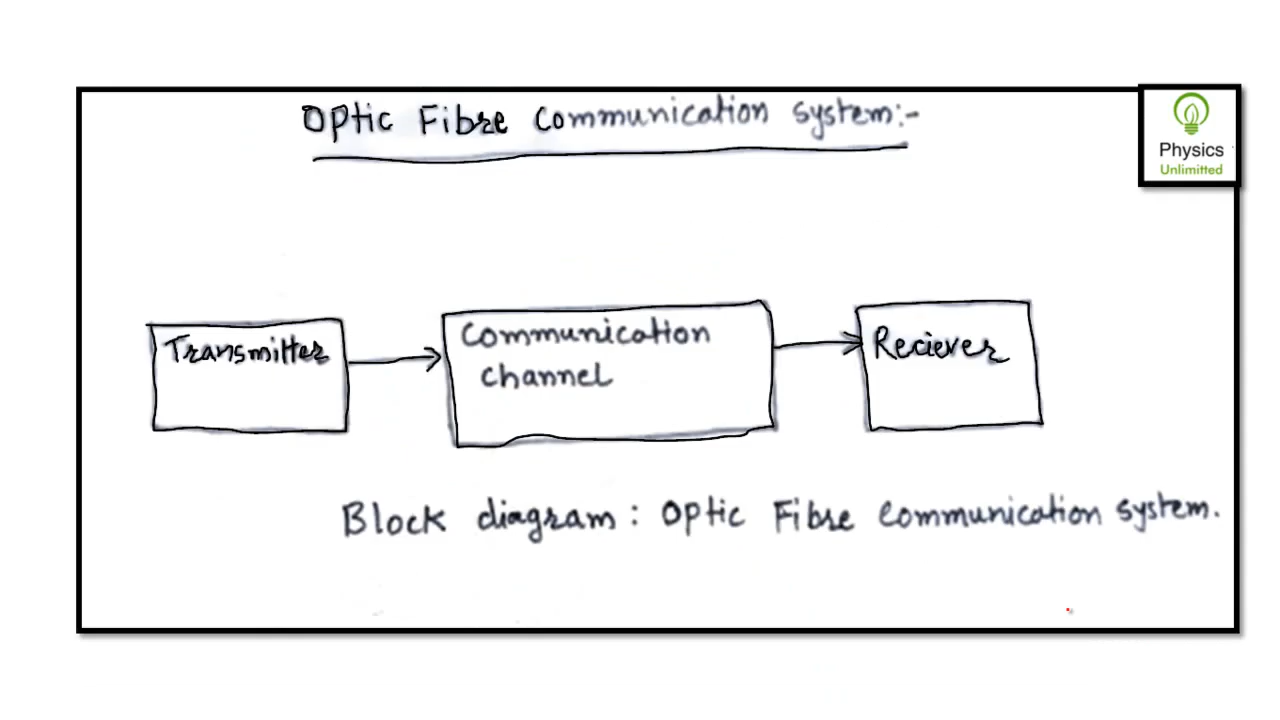 Optic Fibre Communication system:-
Physics
Unlimitted
Transmitter
Communication
channel
Reciever
Block diagram : Optic Fibre Communication system.